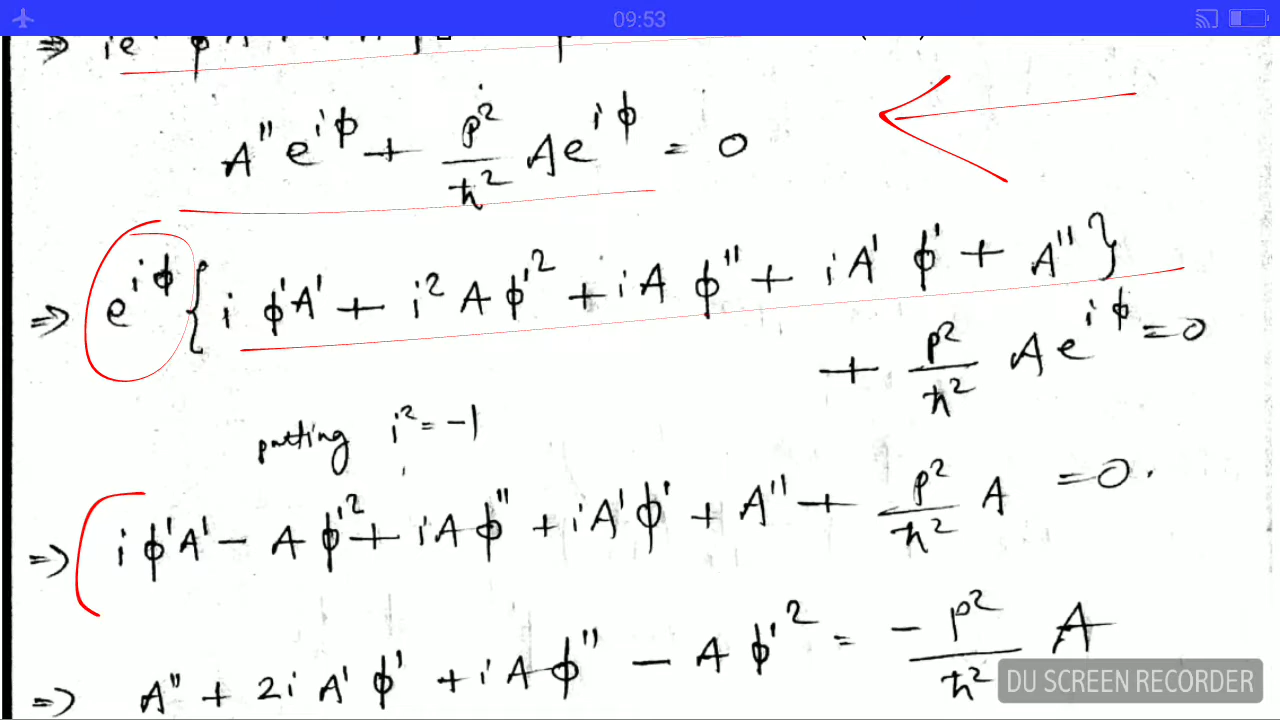 09:53
A'' e^{iϕ} + p²/ħ² A e^{iϕ} = 0
⇒ e^{iϕ} { i ϕ'A' + i² A ϕ'² + i A ϕ'' + i A' ϕ' + A'' }
+ p²/ħ² A e^{iϕ} = 0
putting i² = -1
⇒ i ϕ'A' - A ϕ'² + i A ϕ'' + i A' ϕ' + A'' + p²/ħ² A = 0.
⇒ A'' + 2i A' ϕ' + i A ϕ'' - A ϕ'² = - p²/ħ² A
DU SCREEN RECORDER